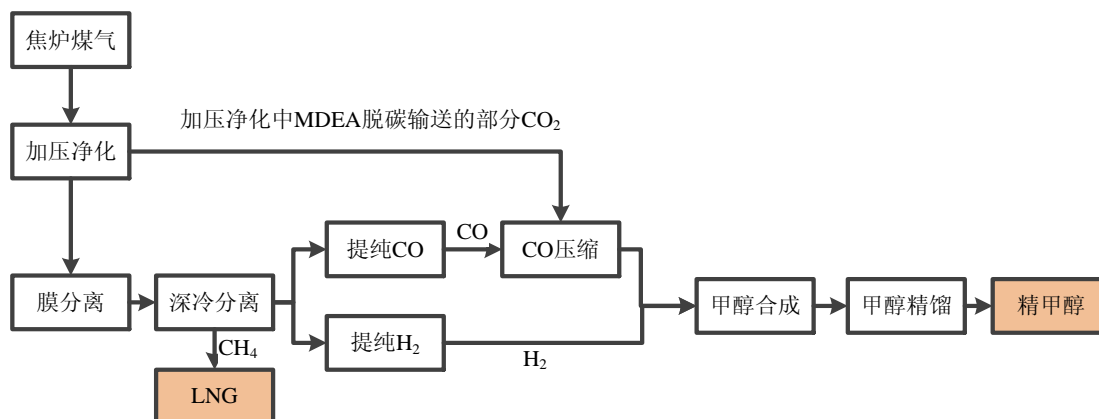 焦炉煤气
加压净化中MDEA脱碳输送的部分CO₂
加压净化
提纯CO
CO
CO压缩
膜分离
深冷分离
甲醇合成
甲醇精馏
精甲醇
提纯H₂
H₂
CH₄
LNG